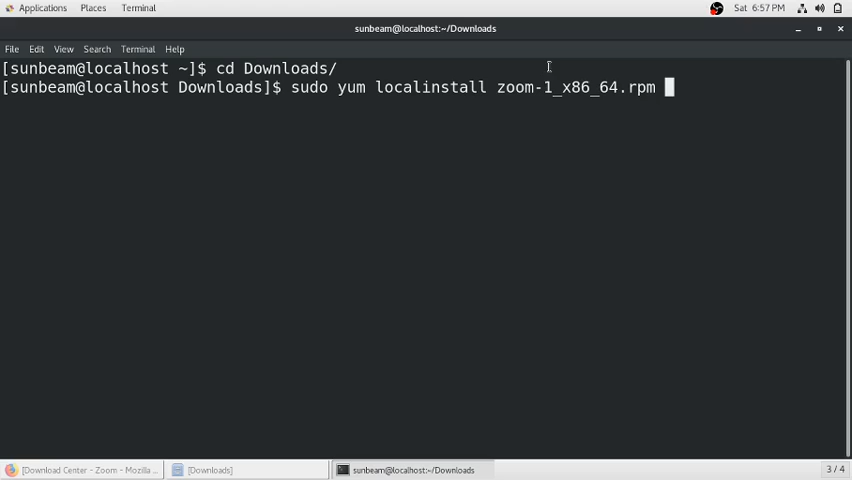 Applications Places Terminal Sat 6:57 PM
sunbeam@localhost:~/Downloads
File Edit View Search Terminal Help
[sunbeam@localhost ~]$ cd Downloads/
[sunbeam@localhost Downloads]$ sudo yum localinstall zoom-1_x86_64.rpm
[Download Center - Zoom - Mozilla ... [Downloads] sunbeam@localhost:~/Downloads 3 / 4